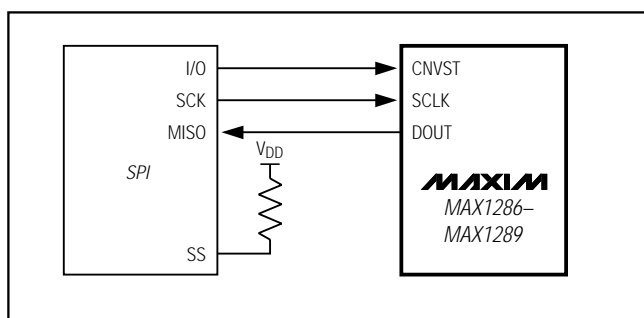 I/O
CNVST
SCK
SCLK
MISO
DOUT
VDD
SPI
MAXIM
MAX1286–
MAX1289
SS